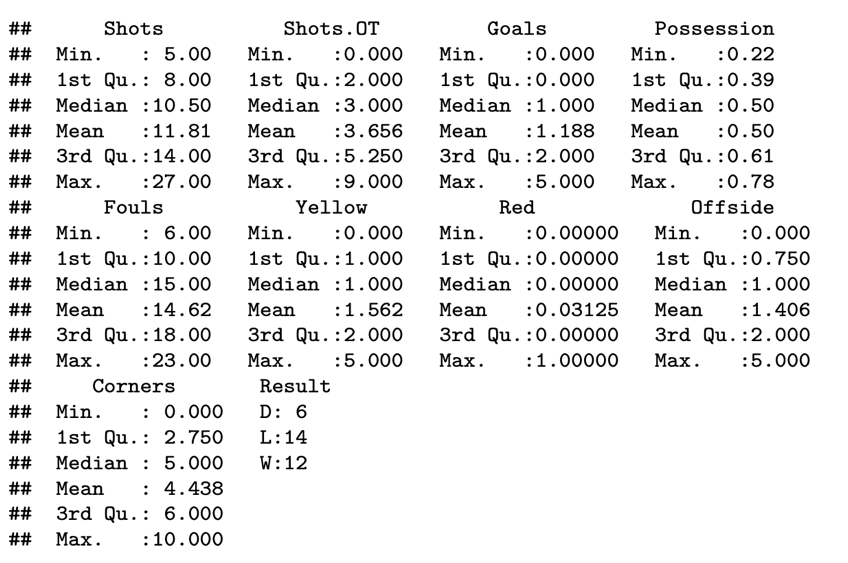 ##      Shots          Shots.OT         Goals         Possession
##  Min.   : 5.00   Min.   :0.000   Min.   :0.000   Min.   :0.22
##  1st Qu.: 8.00   1st Qu.:2.000   1st Qu.:0.000   1st Qu.:0.39
##  Median :10.50   Median :3.000   Median :1.000   Median :0.50
##  Mean   :11.81   Mean   :3.656   Mean   :1.188   Mean   :0.50
##  3rd Qu.:14.00   3rd Qu.:5.250   3rd Qu.:2.000   3rd Qu.:0.61
##  Max.   :27.00   Max.   :9.000   Max.   :5.000   Max.   :0.78
##      Fouls           Yellow           Red             Offside
##  Min.   : 6.00   Min.   :0.000   Min.   :0.00000   Min.   :0.000
##  1st Qu.:10.00   1st Qu.:1.000   1st Qu.:0.00000   1st Qu.:0.750
##  Median :15.00   Median :1.000   Median :0.00000   Median :1.000
##  Mean   :14.62   Mean   :1.562   Mean   :0.03125   Mean   :1.406
##  3rd Qu.:18.00   3rd Qu.:2.000   3rd Qu.:0.00000   3rd Qu.:2.000
##  Max.   :23.00   Max.   :5.000   Max.   :1.00000   Max.   :5.000
##     Corners       Result
##  Min.   : 0.000   D: 6
##  1st Qu.: 2.750   L:14
##  Median : 5.000   W:12
##  Mean   : 4.438
##  3rd Qu.: 6.000
##  Max.   :10.000